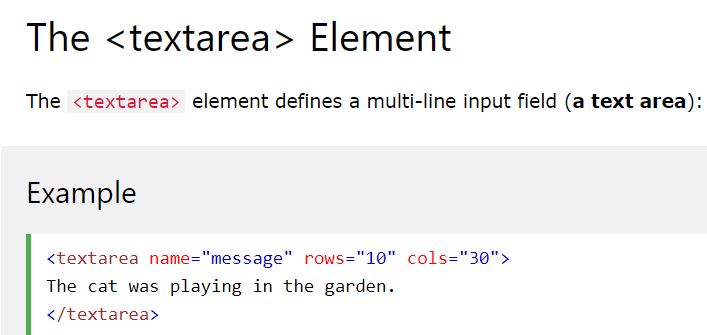 The <textarea> Element
The <textarea> element defines a multi-line input field (a text area):
Example
<textarea name="message" rows="10" cols="30">
The cat was playing in the garden.
</textarea>